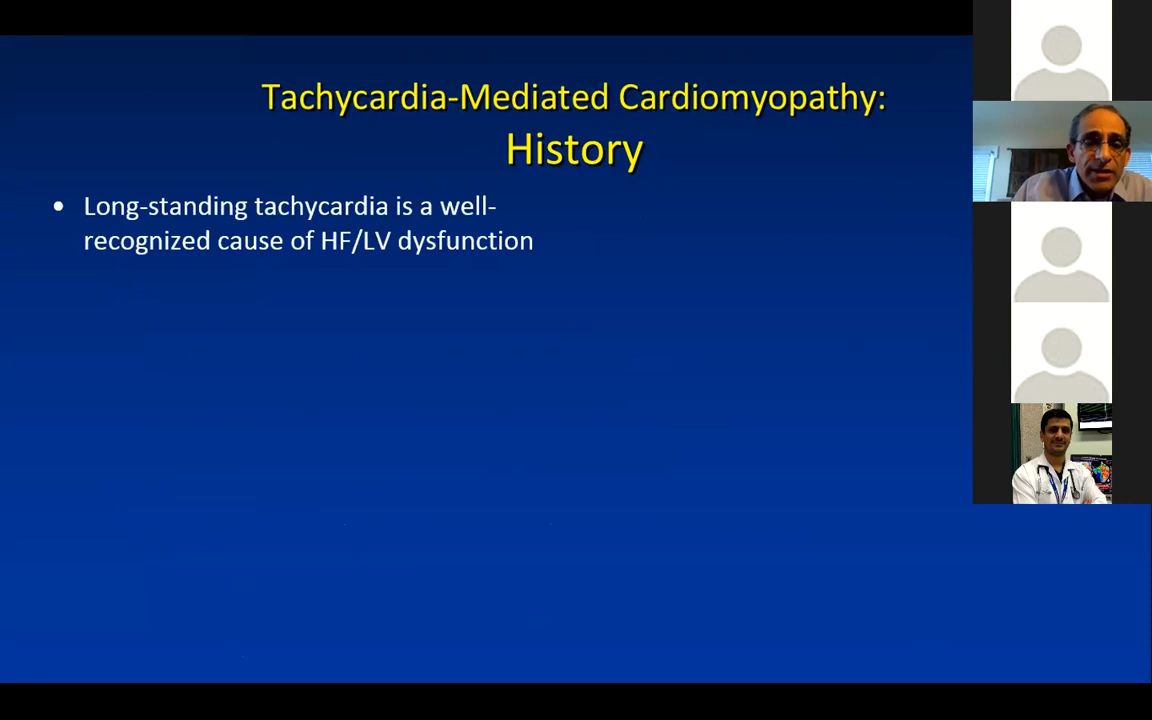 Tachycardia-Mediated Cardiomyopathy:
History
• Long-standing tachycardia is a well-
recognized cause of HF/LV dysfunction